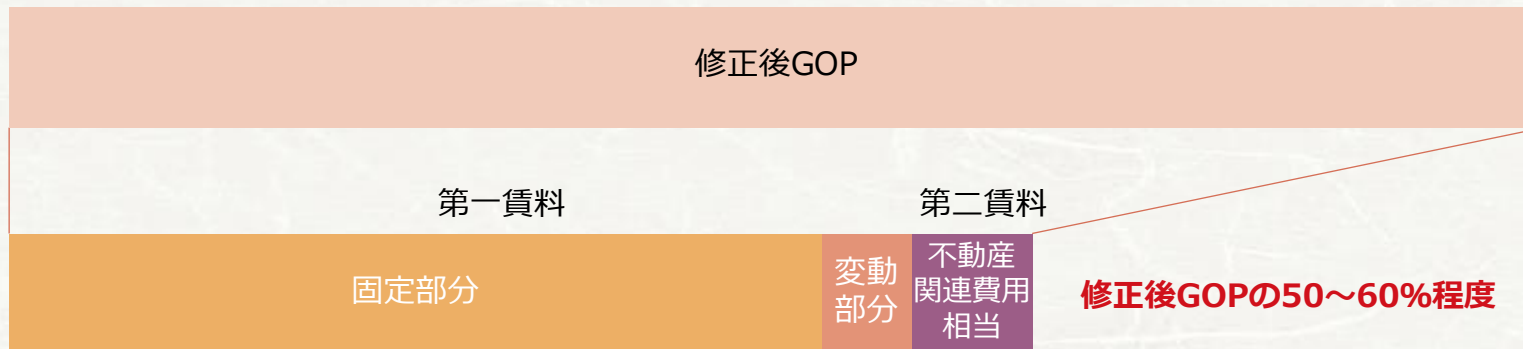 修正後GOP
第一賃料
第二賃料
固定部分
変動
部分
不動産
関連費用
相当
修正後GOPの50～60%程度